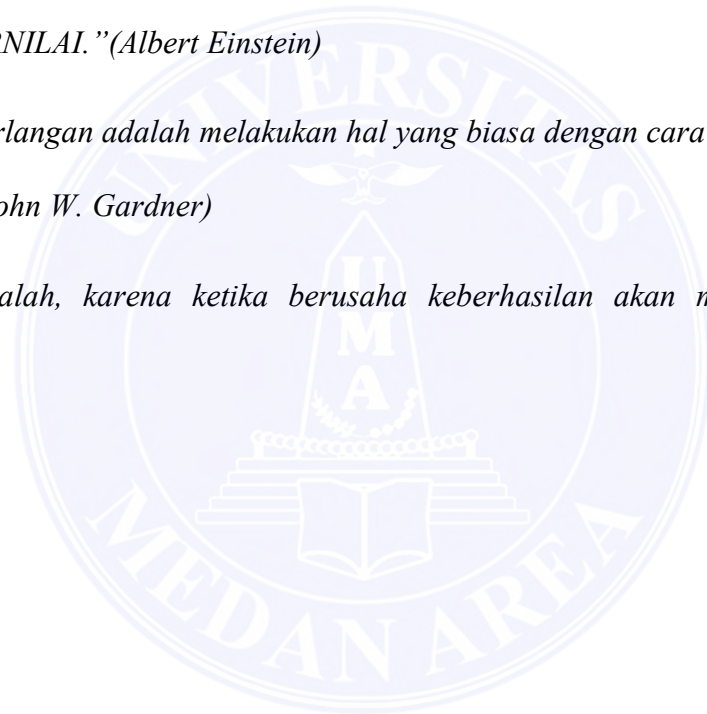 RNILAI.”(Albert Einstein)
rlangan adalah melakukan hal yang biasa dengan cara
ohn W. Gardner)
alah, karena ketika berusaha keberhasilan akan
UNIVERSITAS
UMA
MEDAN AREA